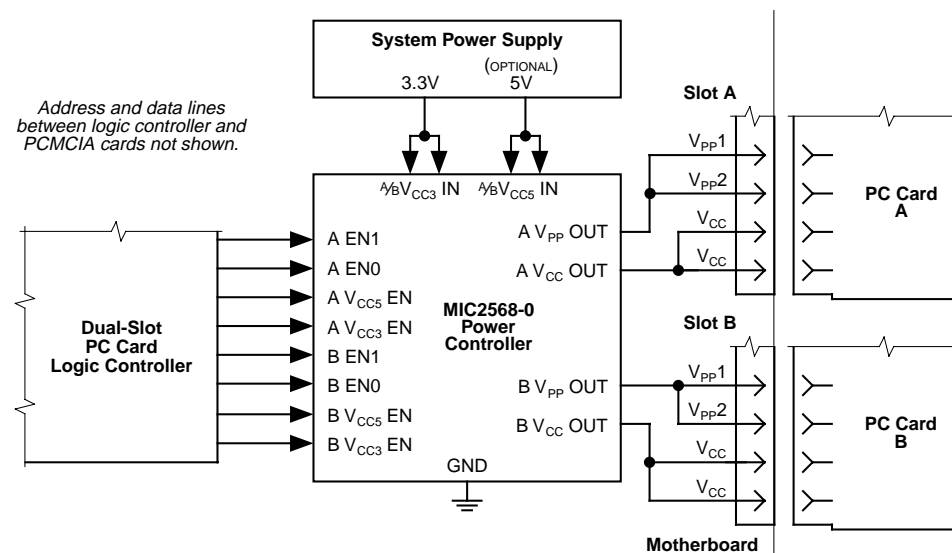 System Power Supply
(OPTIONAL)
3.3V 5V
Address and data lines
between logic controller and
PCMCIA cards not shown.
A/BVCC3 IN A/BVCC5 IN
Dual-Slot
PC Card
Logic Controller
A EN1
A EN0
A VCC5 EN
A VCC3 EN
B EN1
B EN0
B VCC5 EN
B VCC3 EN
MIC2568-0
Power
Controller
A VPP OUT
A VCC OUT
B VPP OUT
B VCC OUT
GND
Slot A
VPP1
VPP2
VCC
VCC
PC Card
A
Slot B
VPP1
VPP2
VCC
VCC
PC Card
B
Motherboard